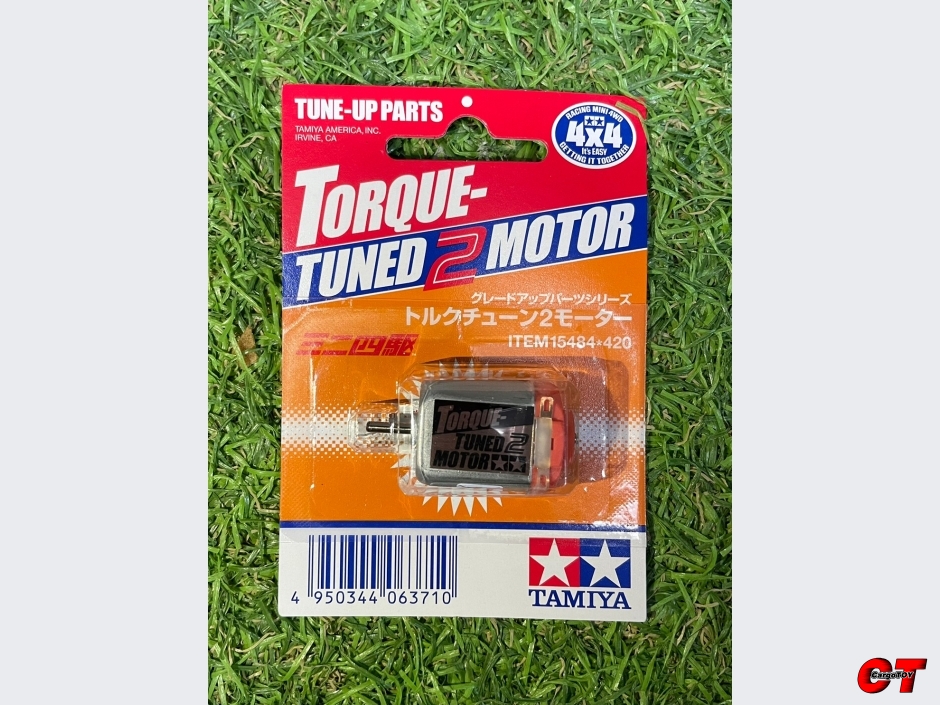 TUNE-UP PARTS
TAMIYA AMERICA, INC.
IRVINE, CA
RACING MINI 4WD
4x4
It's EASY
GETTING IT TOGETHER
TORQUE-
TUNED 2 MOTOR
グレードアップパーツシリーズ
トルクチューン2モーター
ミニ四駆
ITEM15484*420
TORQUE-
TUNED 2
MOTOR
4 950344 063710
TAMIYA
CT
CargoTOY